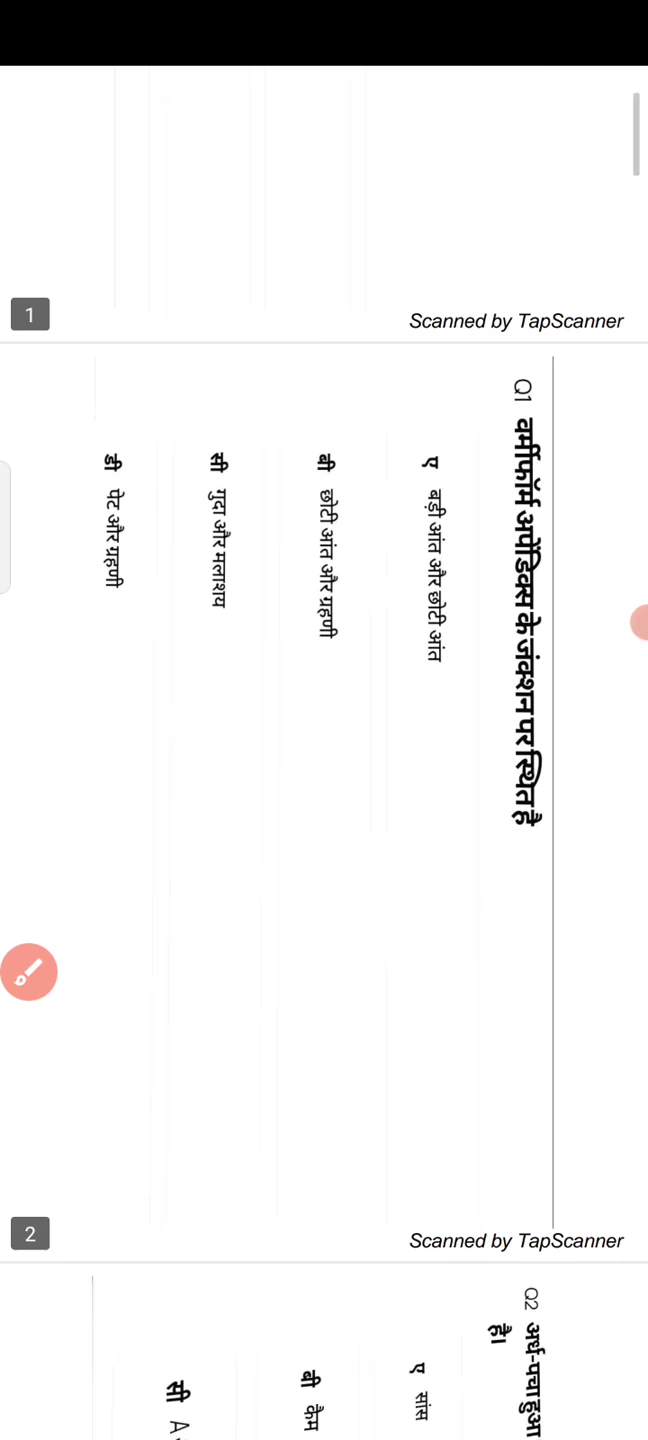 1
Scanned by TapScanner
Q1 वर्मीफॉर्म अपेंडिक्स के जंक्शन पर स्थित है
ए बड़ी आंत और छोटी आंत
बी छोटी आंत और ग्रहणी
सी गुदा और मलाशय
डी पेट और ग्रहणी
2
Scanned by TapScanner
Q2 अर्ध-पचा हुआ
है।
ए सांस
बी कैम
सी A